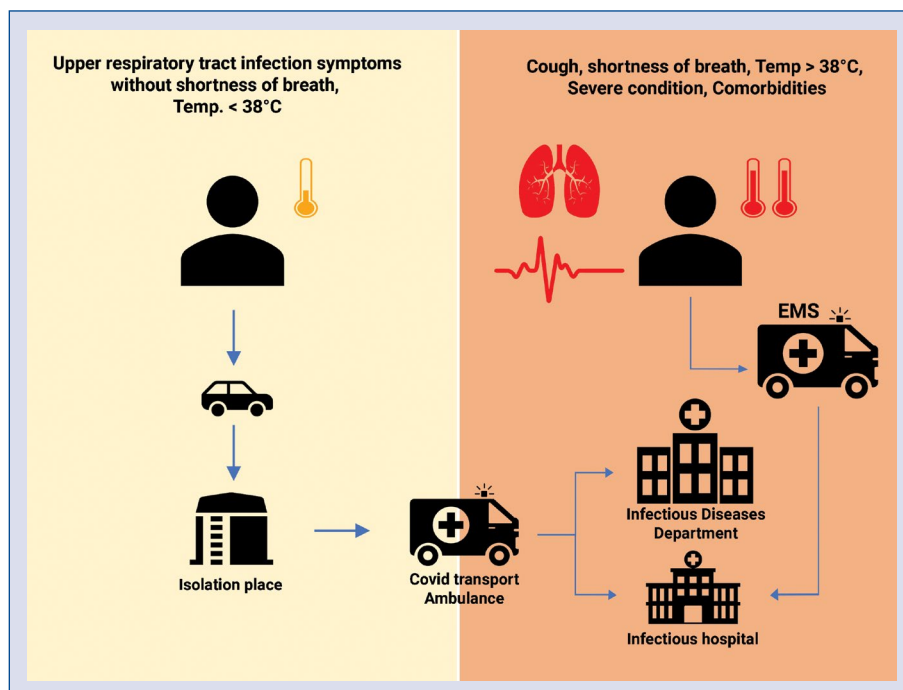 Upper respiratory tract infection symptoms
without shortness of breath,
Temp. < 38°C
Cough, shortness of breath, Temp > 38°C,
Severe condition, Comorbidities
EMS
Infectious Diseases
Department
Isolation place
Covid transport
Ambulance
Infectious hospital